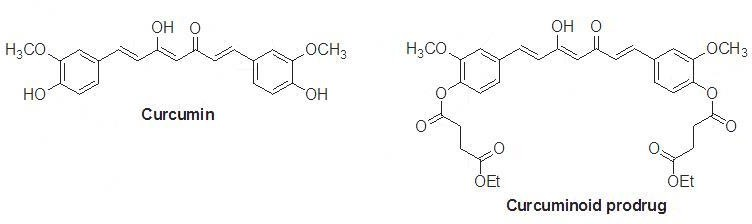 OH O
H₃CO OCH₃
HO OH
Curcumin
OH O
H₃CO OCH₃
O O
O O
O O
OEt OEt
Curcuminoid prodrug